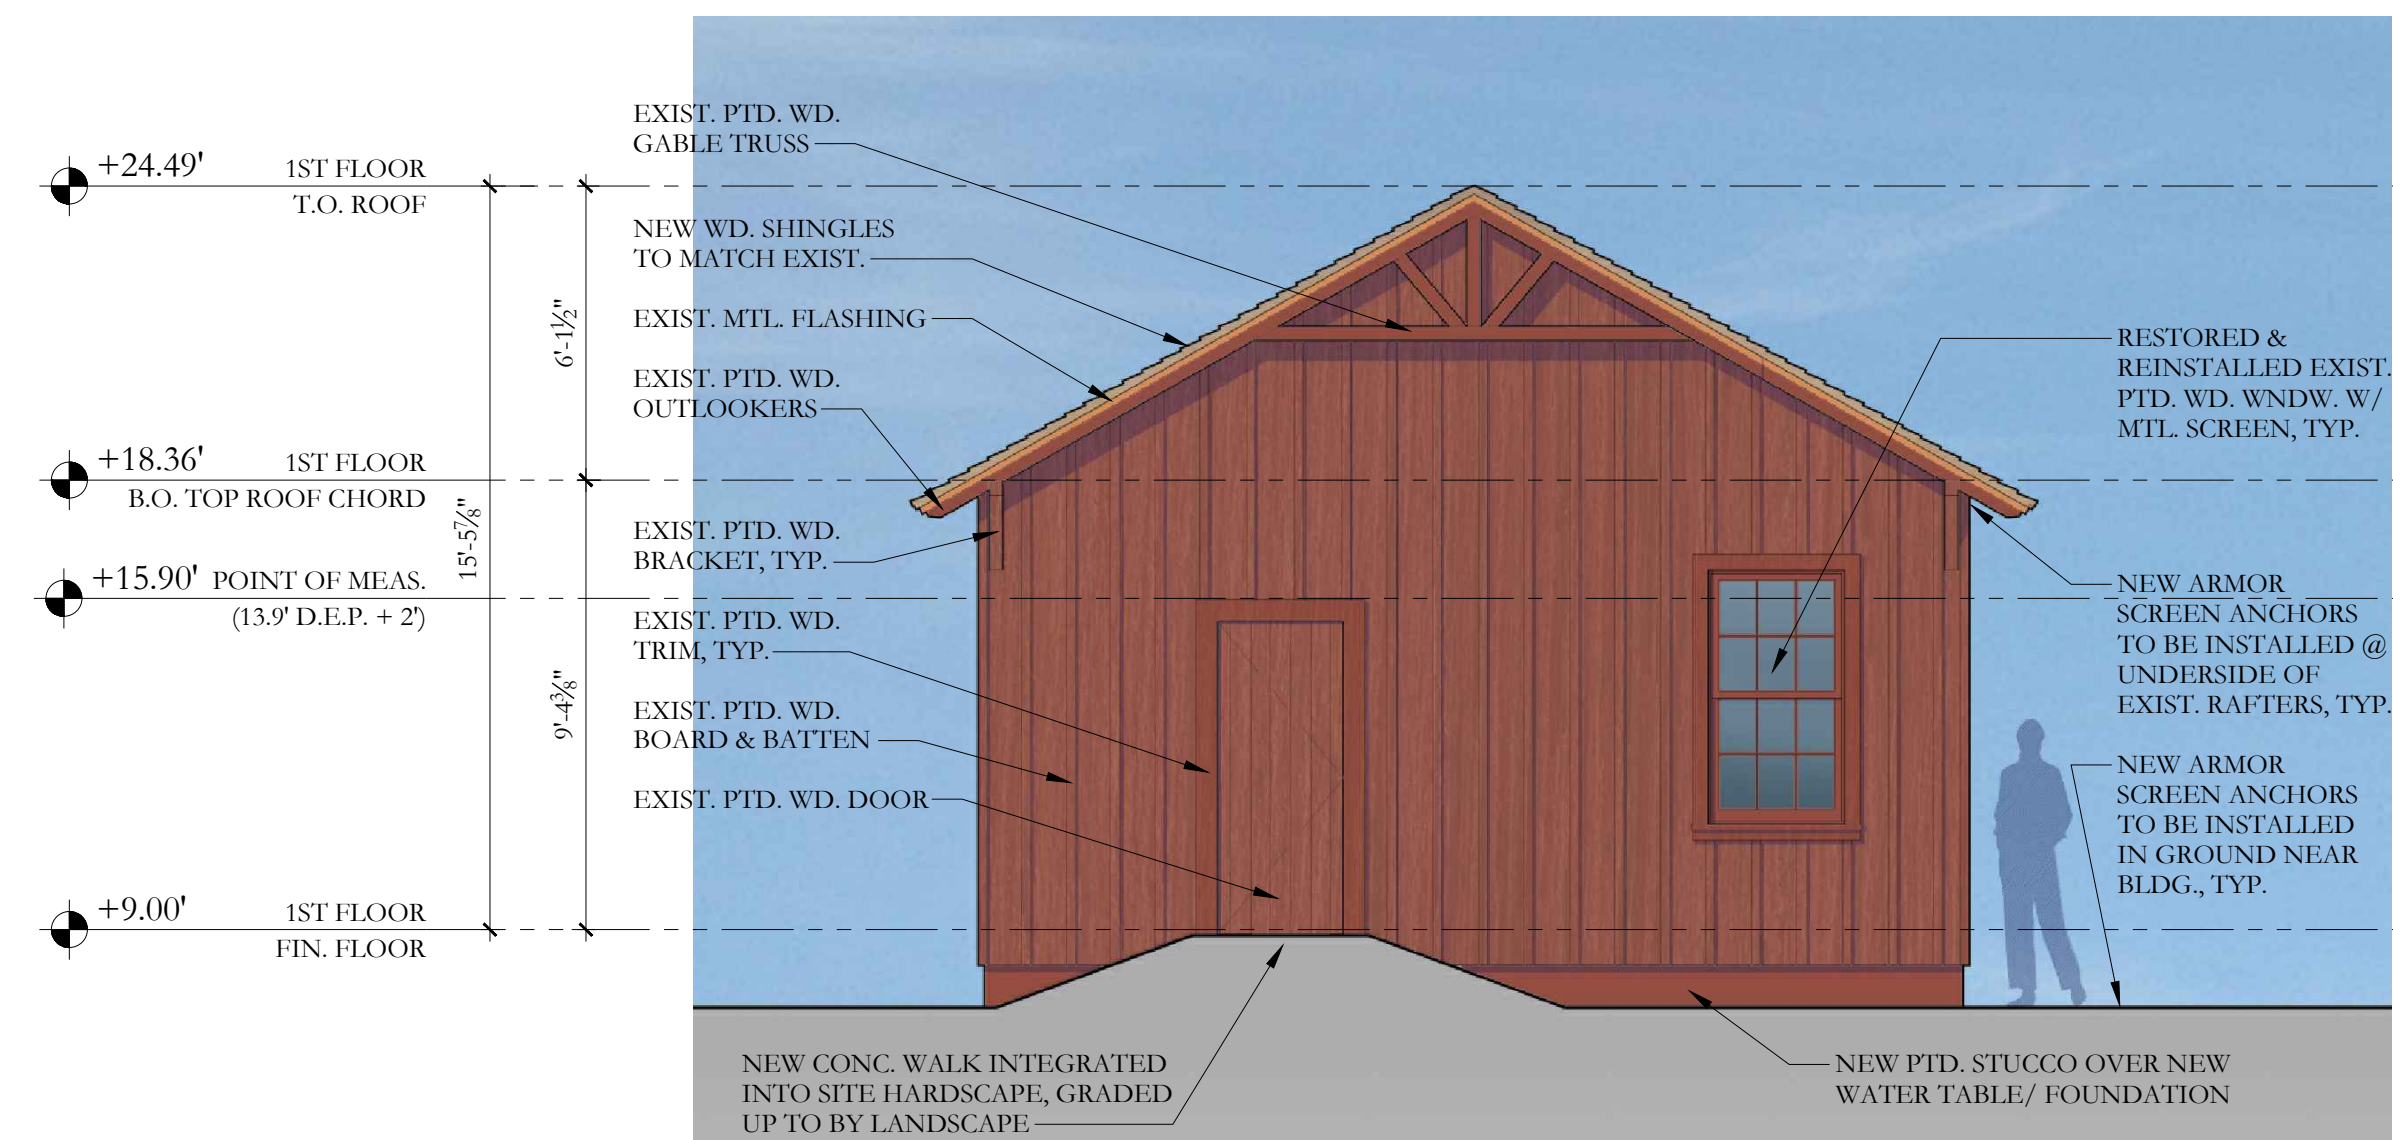 +24.49' 1ST FLOOR
T.O. ROOF
+18.36' 1ST FLOOR
B.O. TOP ROOF CHORD
+15.90' POINT OF MEAS.
(13.9' D.E.P. + 2')
+9.00' 1ST FLOOR
FIN. FLOOR
15'-5⅞"
6'-1½"
9'-4⅜"
EXIST. PTD. WD.
GABLE TRUSS
NEW WD. SHINGLES
TO MATCH EXIST.
EXIST. MTL. FLASHING
EXIST. PTD. WD.
OUTLOOKERS
EXIST. PTD. WD.
BRACKET, TYP.
EXIST. PTD. WD.
TRIM, TYP.
EXIST. PTD. WD.
BOARD & BATTEN
EXIST. PTD. WD. DOOR
NEW CONC. WALK INTEGRATED
INTO SITE HARDSCAPE, GRADED
UP TO BY LANDSCAPE
RESTORED &
REINSTALLED EXIST.
PTD. WD. WNDW. W/
MTL. SCREEN, TYP.
NEW ARMOR
SCREEN ANCHORS
TO BE INSTALLED @
UNDERSIDE OF
EXIST. RAFTERS, TYP.
NEW ARMOR
SCREEN ANCHORS
TO BE INSTALLED
IN GROUND NEAR
BLDG., TYP.
NEW PTD. STUCCO OVER NEW
WATER TABLE/ FOUNDATION